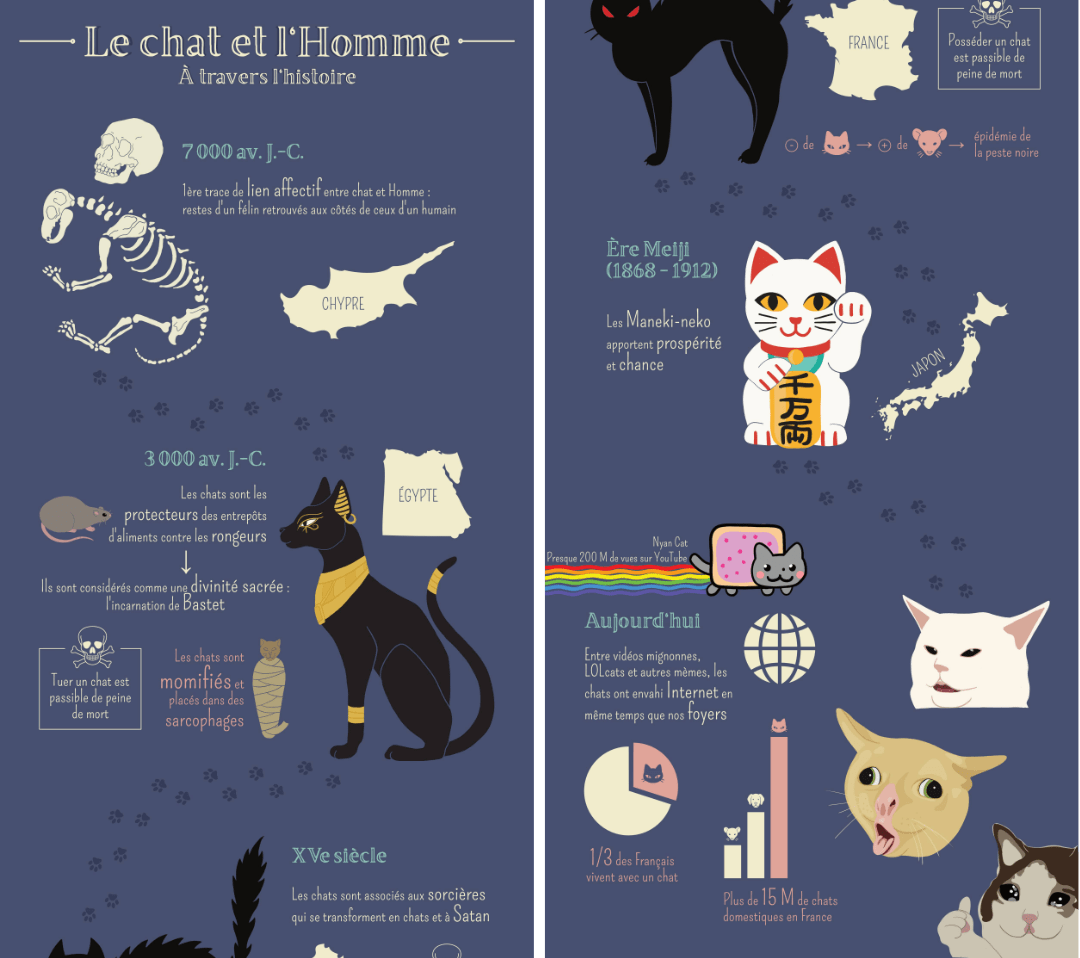 Le chat et l'Homme
À travers l'histoire
7 000 av. J.-C.
1ère trace de lien affectif entre chat et Homme :
restes d'un félin retrouvés aux côtés de ceux d'un humain
CHYPRE
3 000 av. J.-C.
Les chats sont les
protecteurs des entrepôts
d'aliments contre les rongeurs
ÉGYPTE
Ils sont considérés comme une divinité sacrée :
l'incarnation de Bastet
Tuer un chat est
passible de peine
de mort
Les chats sont
momifiés et
placés dans des
sarcophages
XVe siècle
Les chats sont associés aux sorcières
qui se transforment en chats et à Satan
FRANCE
Posséder un chat
est passible de
peine de mort
- de → + de → épidémie de
la peste noire
Ère Meiji
(1868 - 1912)
Les Maneki-neko
apportent prospérité
et chance
千
万
両
JAPON
Nyan Cat
Presque 200 M de vues sur YouTube
Aujourd'hui
Entre vidéos mignonnes,
LOLcats et autres mèmes, les
chats ont envahi Internet en
même temps que nos foyers
1/3 des Français
vivent avec un chat
Plus de 15 M de chats
domestiques en France